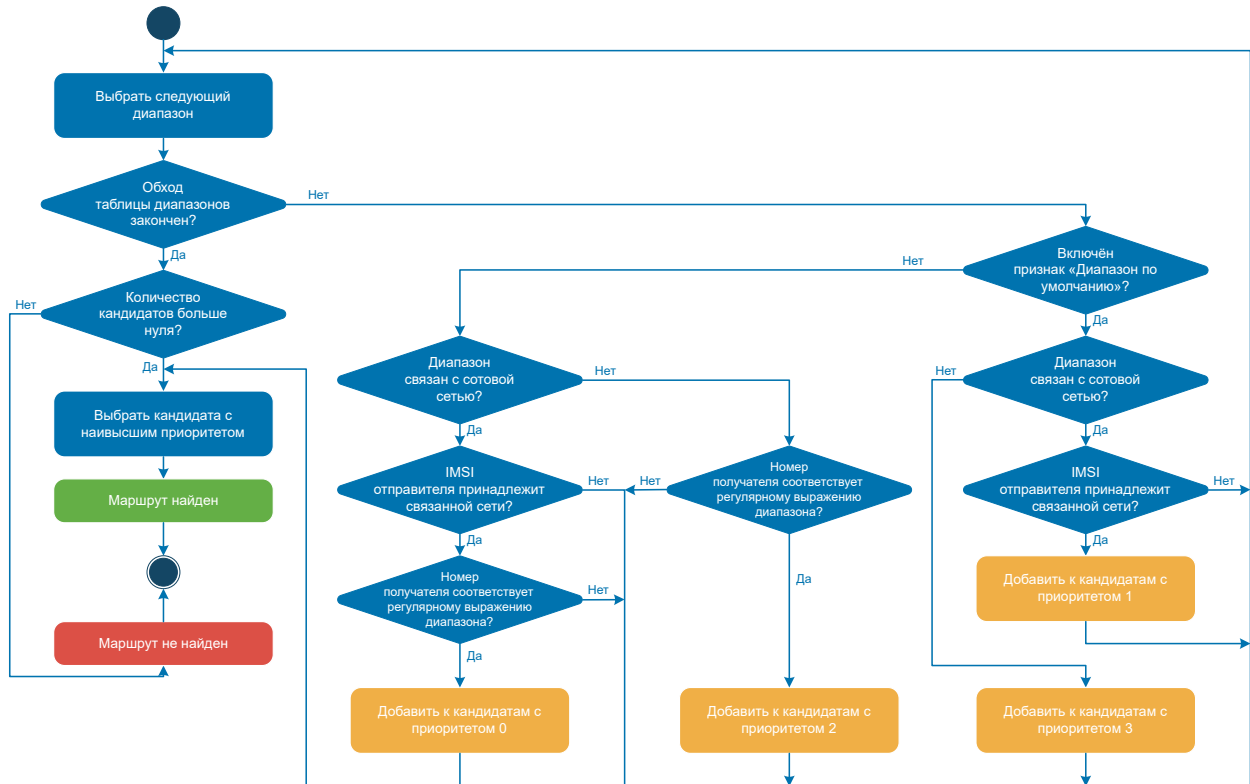 Выбрать следующий
диапазон
Обход
таблицы диапазонов
закончен?
Нет
Да
Включён
признак «Диапазон по
умолчанию»?
Нет
Да
Количество
кандидатов больше
нуля?
Нет
Да
Диапазон
связан с сотовой
сетью?
Нет
Да
Диапазон
связан с сотовой
сетью?
Нет
Да
Выбрать кандидата с
наивысшим приоритетом
IMSI
отправителя принадлежит
связанной сети?
Нет
Да
Номер
получателя соответствует
регулярному выражению
диапазона?
Нет
Да
IMSI
отправителя принадлежит
связанной сети?
Нет
Да
Маршрут найден
Номер
получателя соответствует
регулярному выражению
диапазона?
Нет
Да
Добавить к кандидатам с
приоритетом 1
Маршрут не найден
Добавить к кандидатам с
приоритетом 0
Добавить к кандидатам с
приоритетом 2
Добавить к кандидатам с
приоритетом 3